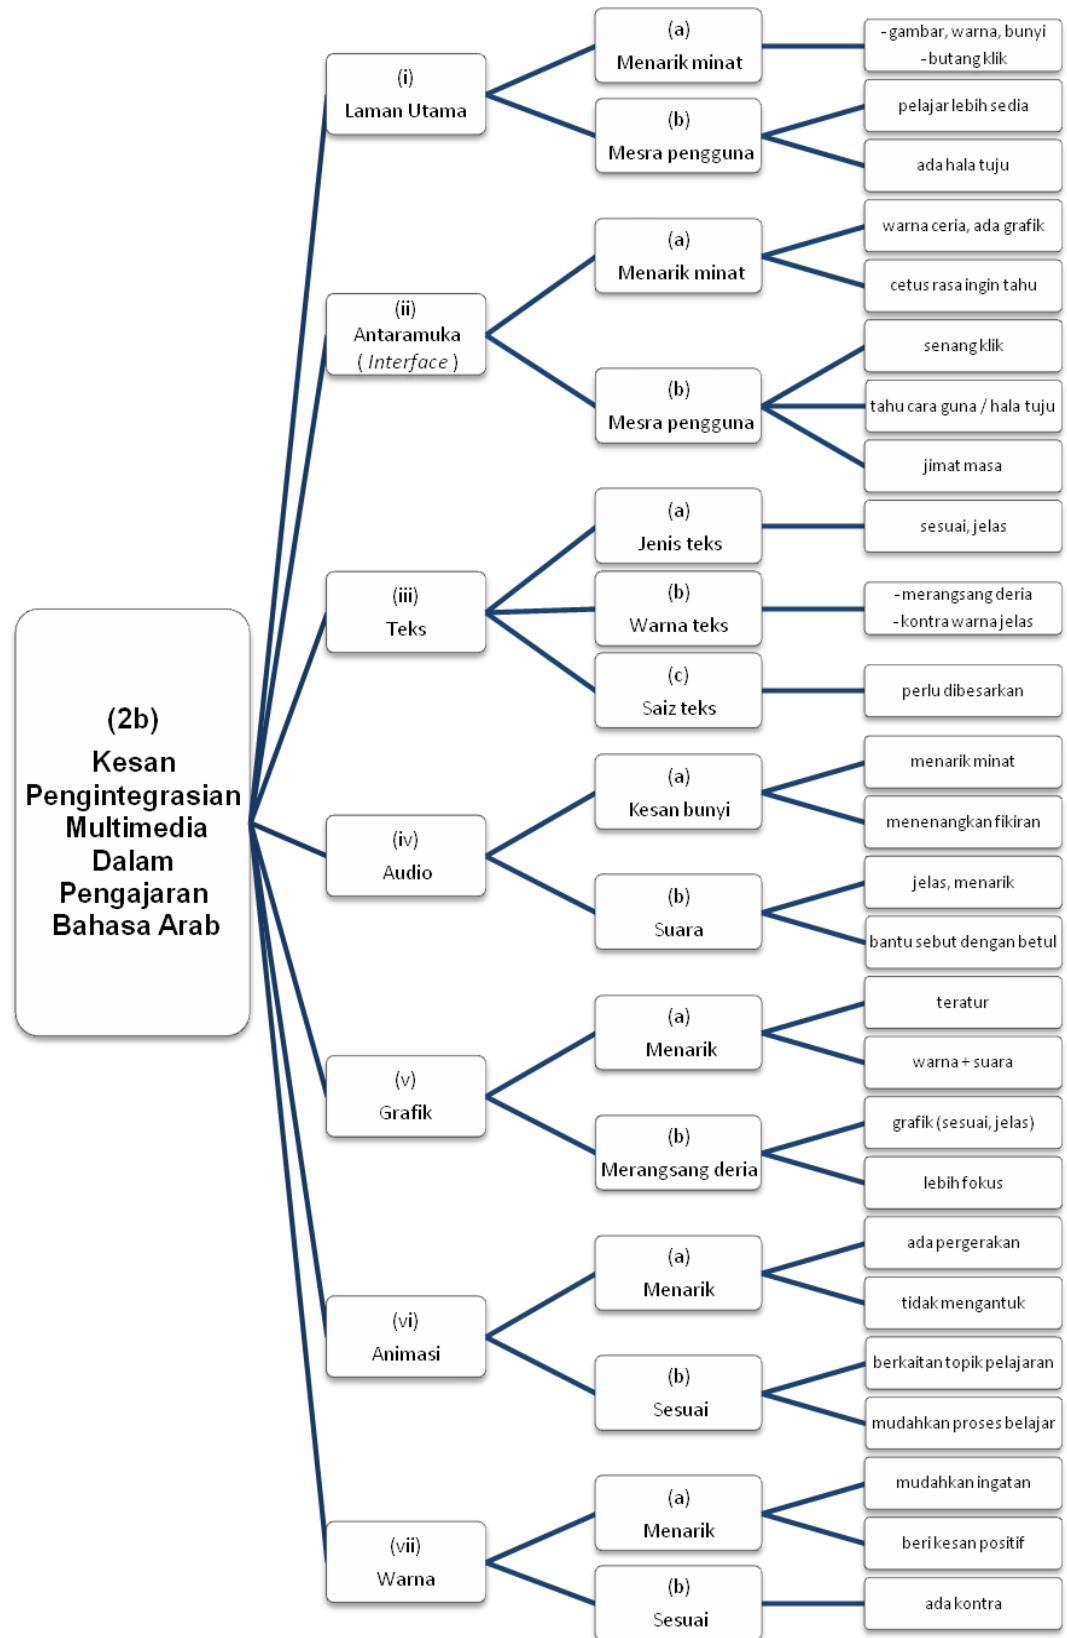 (2b)
Kesan
Pengintegrasian
Multimedia
Dalam
Pengajaran
Bahasa Arab
(i)
Laman Utama
(a)
Menarik minat
-gambar, warna, bunyi
-butang klik
(b)
Mesra pengguna
pelajar lebih sedia
ada hala tuju
(ii)
Antaramuka
( Interface )
(a)
Menarik minat
warna ceria, ada grafik
cetus rasa ingin tahu
(b)
Mesra pengguna
senang klik
tahu cara guna / hala tuju
jimat masa
(iii)
Teks
(a)
Jenis teks
sesuai, jelas
(b)
Warna teks
-merangsang deria
-kontra warna jelas
(c)
Saiz teks
perlu dibesarkan
(iv)
Audio
(a)
Kesan bunyi
menarik minat
menenangkan fikiran
(b)
Suara
jelas, menarik
bantu sebut dengan betul
(v)
Grafik
(a)
Menarik
teratur
warna + suara
(b)
Merangsang deria
grafik (sesuai, jelas)
lebih fokus
(vi)
Animasi
(a)
Menarik
ada pergerakan
tidak mengantuk
(b)
Sesuai
berkaitan topik pelajaran
mudahkan proses belajar
(vii)
Warna
(a)
Menarik
mudahkan ingatan
beri kesan positif
(b)
Sesuai
ada kontra